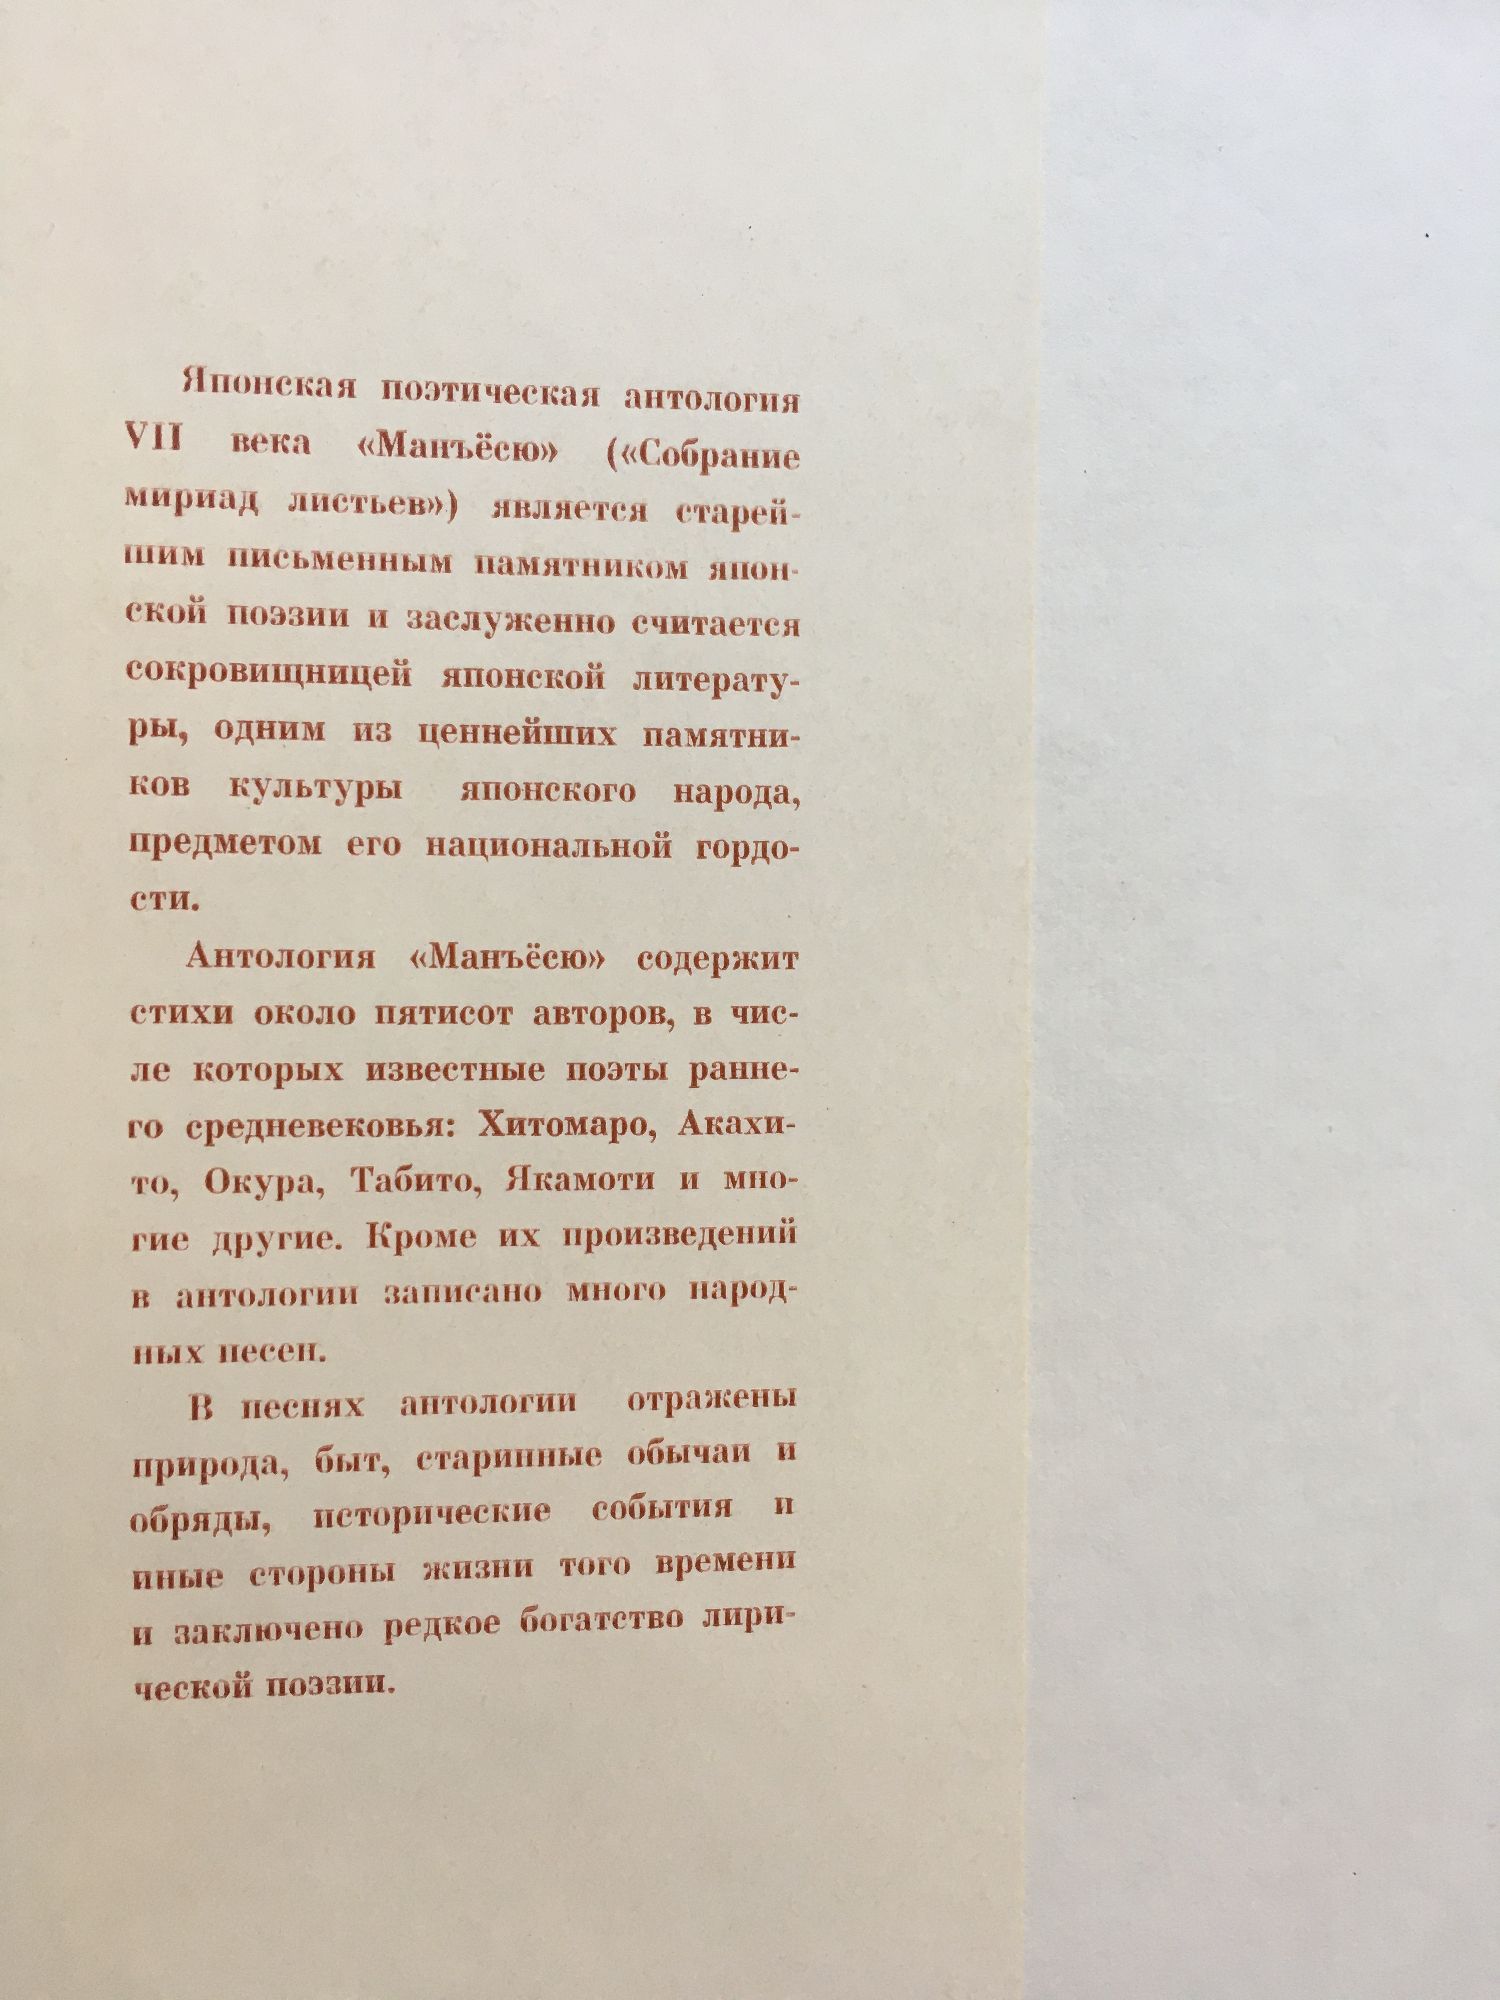 Японская поэтическая антология
VII века «Манъёсю» («Собрание
мириад листьев») является старей-
шим письменным памятником япон-
ской поэзии и заслуженно считается
сокровищницей японской литерату-
ры, одним из ценнейших памятни-
ков культуры японского народа,
предметом его национальной гордо-
сти.
Антология «Манъёсю» содержит
стихи около пятисот авторов, в чис-
ле которых известные поэты ранне-
го средневековья: Хитомаро, Акахи-
то, Окура, Табито, Якамоти и мно-
гие другие. Кроме их произведений
в антологии записано много народ-
ных песен.
В песнях антологии отражены
природа, быт, старинные обычаи и
обряды, исторические события и
иные стороны жизни того времени
и заключено редкое богатство лири-
ческой поэзии.